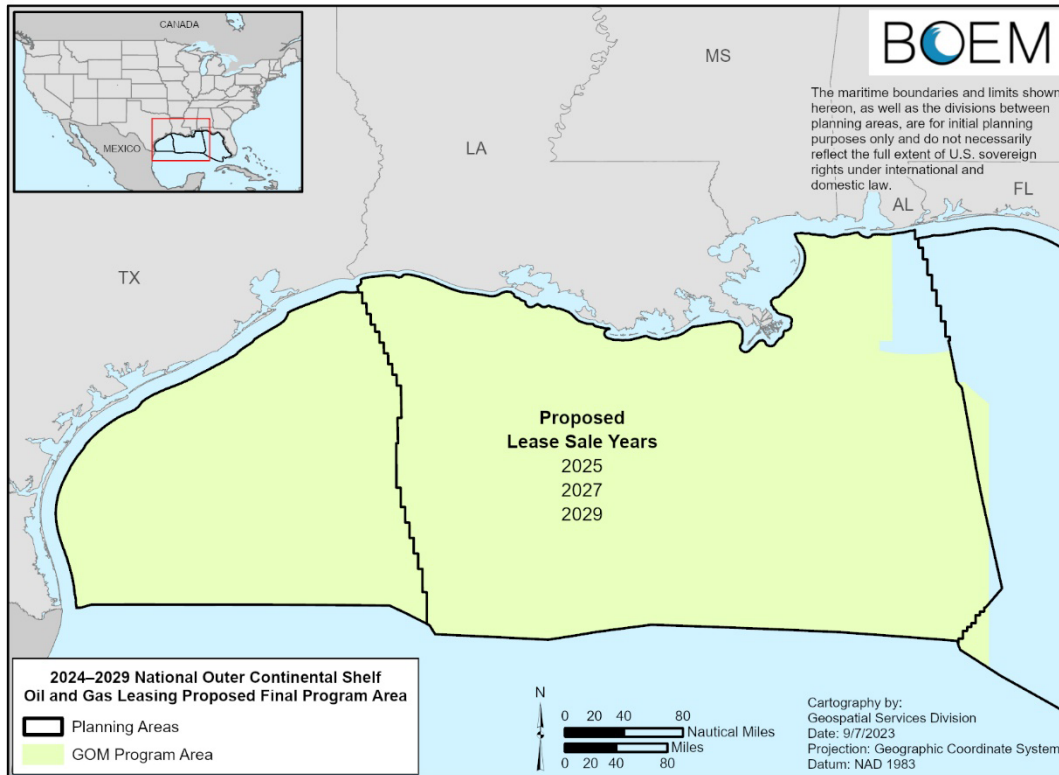 CANADA
MEXICO
BOEM
The maritime boundaries and limits shown
hereon, as well as the divisions between
planning areas, are for initial planning
purposes only and do not necessarily
reflect the full extent of U.S. sovereign
rights under international and
domestic law.
MS
LA
AL
FL
TX
Proposed
Lease Sale Years
2025
2027
2029
2024–2029 National Outer Continental Shelf
Oil and Gas Leasing Proposed Final Program Area
Planning Areas
GOM Program Area
N
0 20 40 80
Nautical Miles
0 20 40 80
Miles
Cartography by:
Geospatial Services Division
Date: 9/7/2023
Projection: Geographic Coordinate System
Datum: NAD 1983